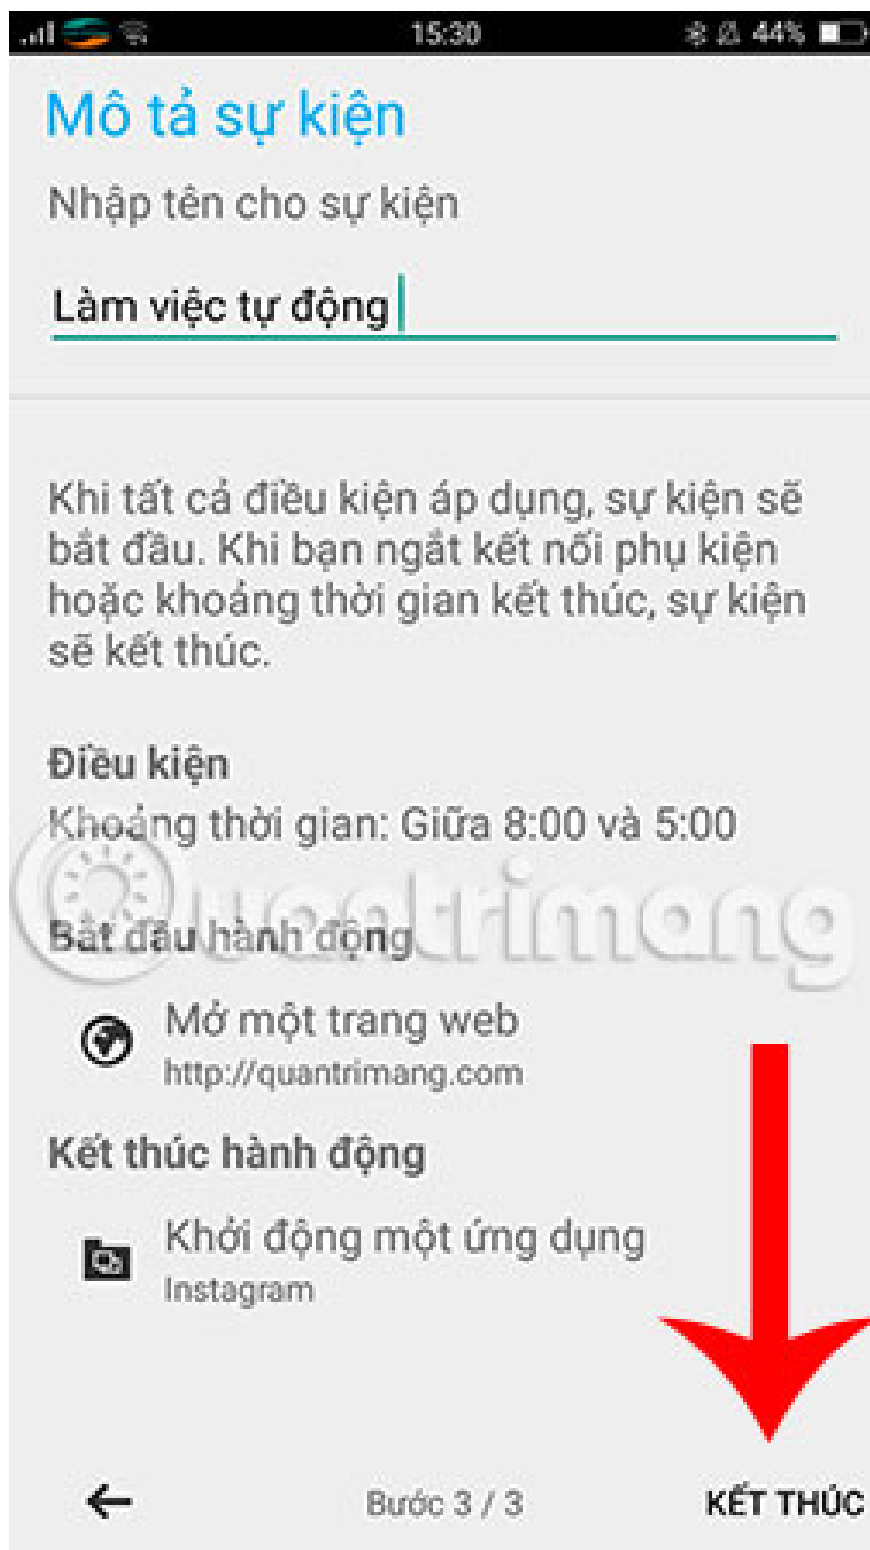 15:30
44%
Mô tả sự kiện
Nhập tên cho sự kiện
Làm việc tự động
Khi tất cả điều kiện áp dụng, sự kiện sẽ
bắt đầu. Khi bạn ngắt kết nối phụ kiện
hoặc khoảng thời gian kết thúc, sự kiện
sẽ kết thúc.
Điều kiện
Khoảng thời gian: Giữa 8:00 và 5:00
Quantrimang
Bắt đầu hành động
Mở một trang web
http://quantrimang.com
Kết thúc hành động
Khởi động một ứng dụng
Instagram
Bước 3 / 3
KẾT THÚC